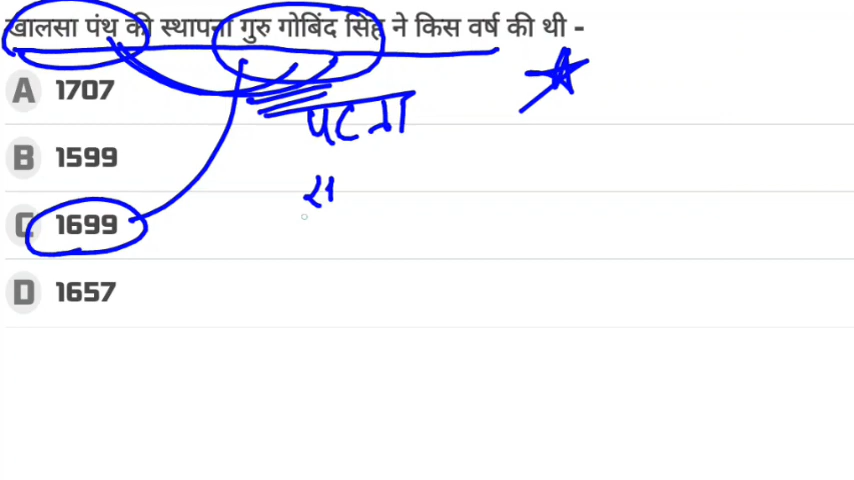 खालसा पंथ की स्थापना गुरु गोबिंद सिंह ने किस वर्ष की थी -
A 1707
पटना
B 1599
C 1699
D 1657